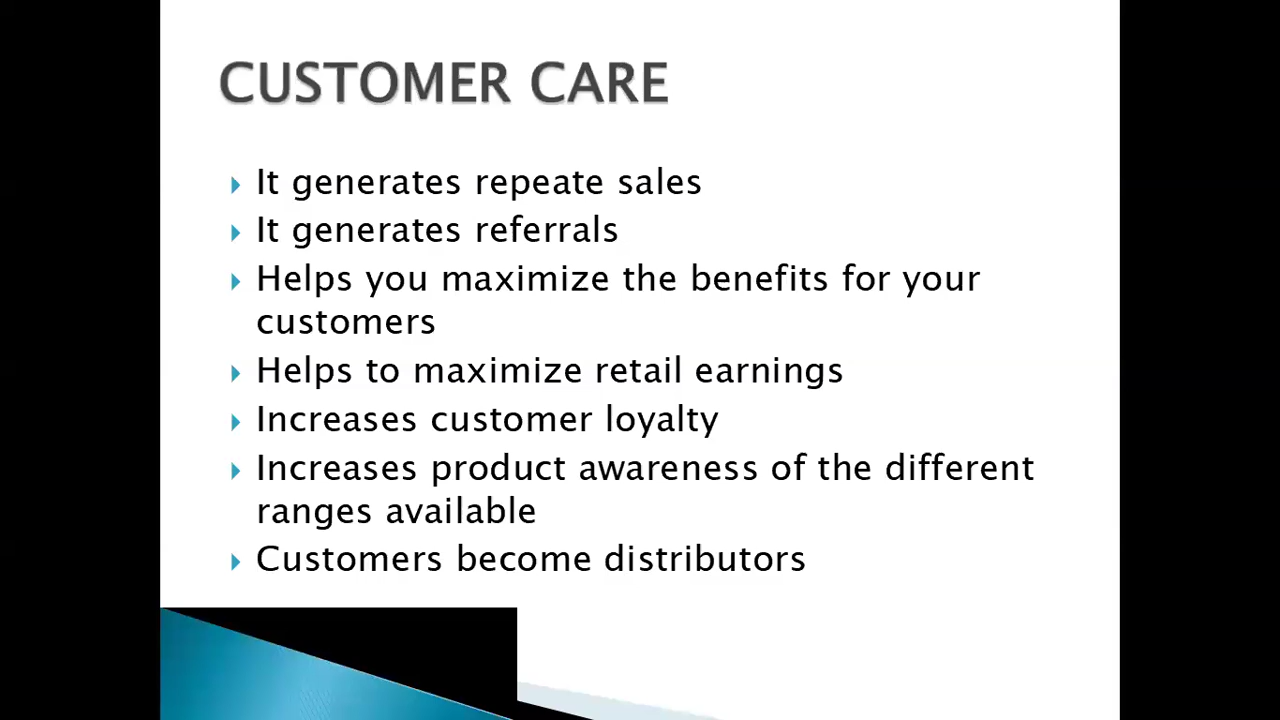 CUSTOMER CARE
It generates repeate sales
It generates referrals
Helps you maximize the benefits for your
customers
Helps to maximize retail earnings
Increases customer loyalty
Increases product awareness of the different
ranges available
Customers become distributors